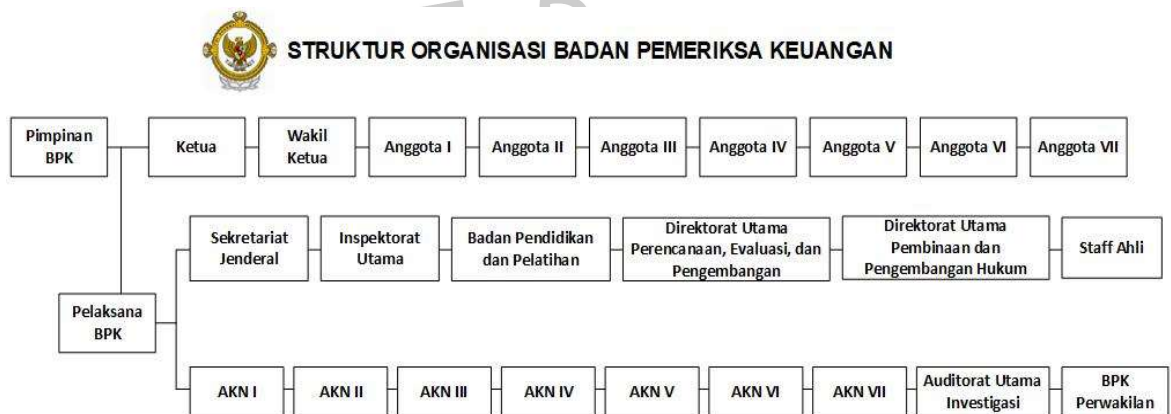 STRUKTUR ORGANISASI BADAN PEMERIKSA KEUANGAN
Pimpinan
BPK
Ketua
Wakil
Ketua
Anggota I
Anggota II
Anggota III
Anggota IV
Anggota V
Anggota VI
Anggota VII
Sekretariat
Jenderal
Inspektorat
Utama
Badan Pendidikan
dan Pelatihan
Direktorat Utama
Perencanaan, Evaluasi, dan
Pengembangan
Direktorat Utama
Pembinaan dan
Pengembangan Hukum
Staff Ahli
Pelaksana
BPK
AKN I
AKN II
AKN III
AKN IV
AKN V
AKN VI
AKN VII
Auditorat Utama
Investigasi
BPK
Perwakilan